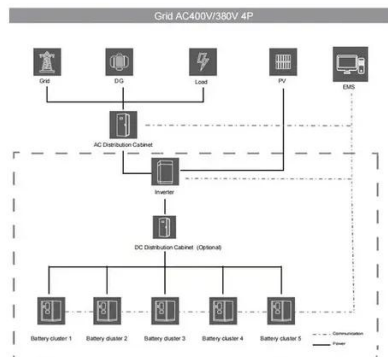 Grid AC400V/380V 4P
Grid
DG
Load
PV
EMS
AC Distribution Cabinet
Inverter
DC Distribution Cabinet (Optional)
Battery cluster 1
Battery cluster 2
Battery cluster 3
Battery cluster 4
Battery cluster 5
Communication
Power